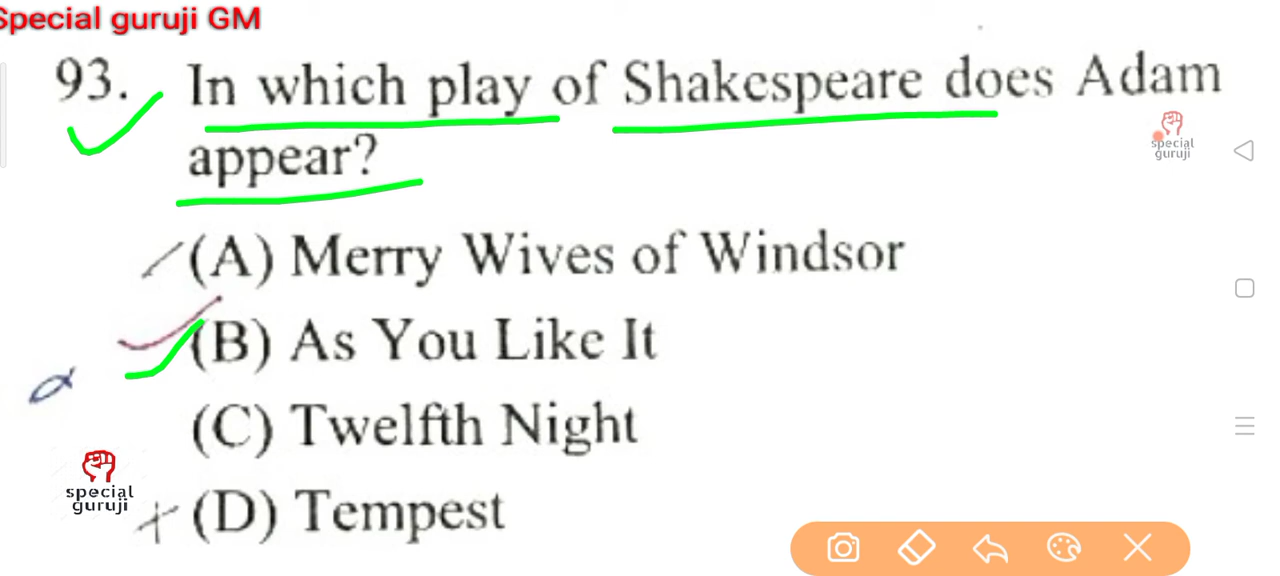 Special guruji GM
93. In which play of Shakespeare does Adam
special
guruji
appear?
(A) Merry Wives of Windsor
(B) As You Like It
(C) Twelfth Night
(D) Tempest
special
guruji